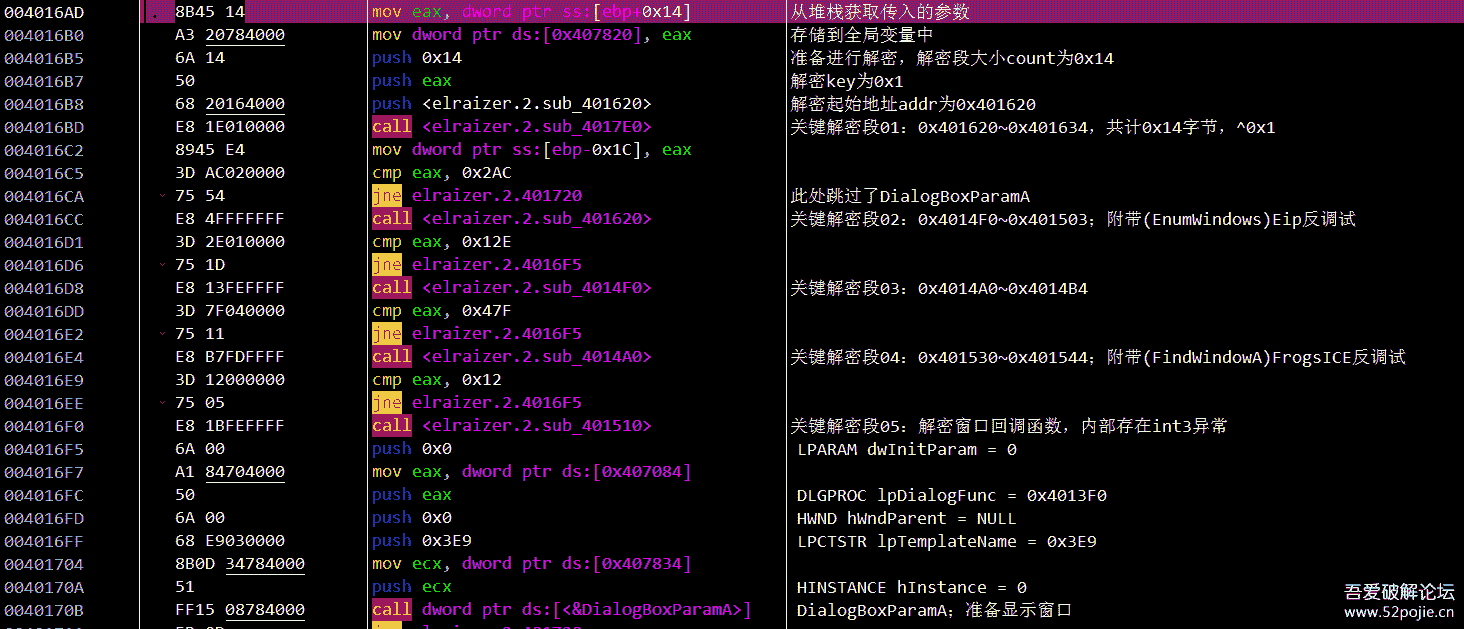 004016AD 8B45 14 mov eax, dword ptr ss:[ebp+0x14] 从堆栈获取传入的参数
004016B0 A3 20784000 mov dword ptr ds:[0x407820], eax 存储到全局变量中
004016B5 6A 14 push 0x14 准备进行解密，解密段大小count为0x14
004016B7 50 push eax 解密key为0x1
004016B8 68 20164000 push <elraizer.2.sub_401620> 解密起始地址addr为0x401620
004016BD E8 1E010000 call <elraizer.2.sub_4017E0> 关键解密段01：0x401620~0x401634，共计0x14字节，^0x1
004016C2 8945 E4 mov dword ptr ss:[ebp-0x1C], eax
004016C5 3D AC020000 cmp eax, 0x2AC
004016CA 75 54 jne elraizer.2.401720 此处跳过了DialogBoxParamA
004016CC E8 4FFFFFFF call <elraizer.2.sub_401620> 关键解密段02：0x4014F0~0x401503；附带(EnumWindows)Eip反调试
004016D1 3D 2E010000 cmp eax, 0x12E
004016D6 75 1D jne elraizer.2.4016F5
004016D8 E8 13FEFFFF call <elraizer.2.sub_4014F0> 关键解密段03：0x4014A0~0x4014B4
004016DD 3D 7F040000 cmp eax, 0x47F
004016E2 75 11 jne elraizer.2.4016F5
004016E4 E8 B7FDFFFF call <elraizer.2.sub_4014A0> 关键解密段04：0x401530~0x401544；附带(FindWindowA)FrogsICE反调试
004016E9 3D 12000000 cmp eax, 0x12
004016EE 75 05 jne elraizer.2.4016F5
004016F0 E8 1BFEFFFF call <elraizer.2.sub_401510> 关键解密段05：解密窗口回调函数，内部存在int3异常
004016F5 6A 00 push 0x0 LPARAM dwInitParam = 0
004016F7 A1 84704000 mov eax, dword ptr ds:[0x407084]
004016FC 50 push eax DLGPROC lpDialogFunc = 0x4013F0
004016FD 6A 00 push 0x0 HWND hWndParent = NULL
004016FF 68 E9030000 push 0x3E9 LPCTSTR lpTemplateName = 0x3E9
00401704 8B0D 34784000 mov ecx, dword ptr ds:[0x407834]
0040170A 51 push ecx HINSTANCE hInstance = 0
0040170B FF15 08784000 call dword ptr ds:[<&DialogBoxParamA>] DialogBoxParamA；准备显示窗口
吾爱破解论坛
www.52pojie.cn